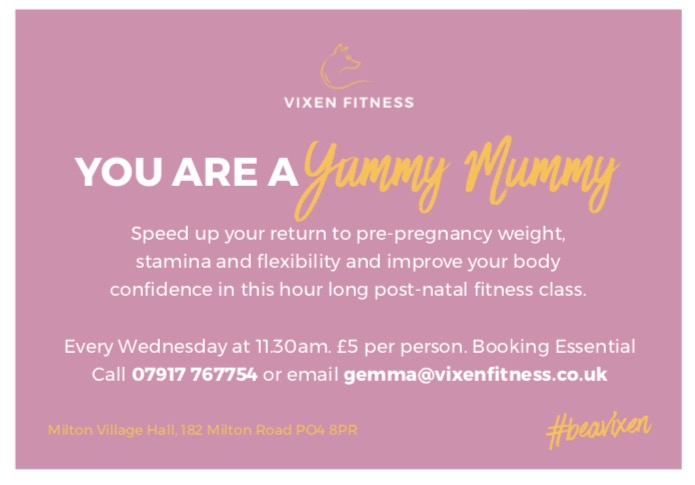 VIXEN FITNESS
YOU ARE A Yummy Mummy
Speed up your return to pre-pregnancy weight,
stamina and flexibility and improve your body
confidence in this hour long post-natal fitness class.
Every Wednesday at 11.30am. £5 per person. Booking Essential
Call 07917 767754 or email gemma@vixenfitness.co.uk
Milton Village Hall, 182 Milton Road PO4 8PR
#beavixen